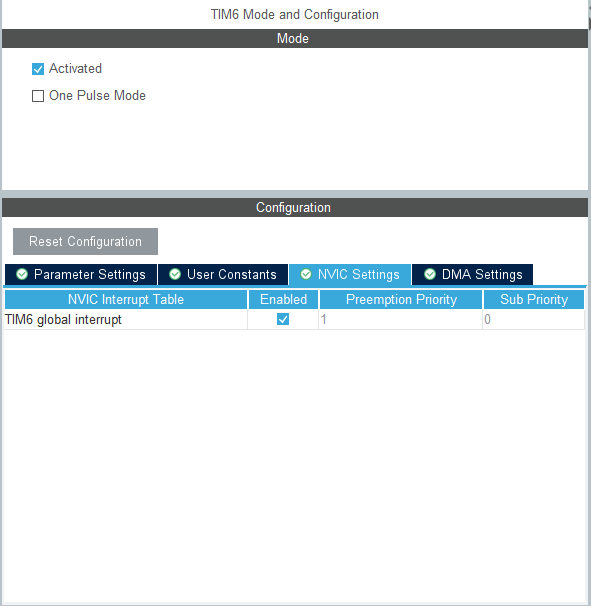 TIM6 Mode and Configuration
Mode
Activated
One Pulse Mode
Configuration
Reset Configuration
Parameter Settings User Constants NVIC Settings DMA Settings
NVIC Interrupt Table Enabled Preemption Priority Sub Priority
TIM6 global interrupt 1 0